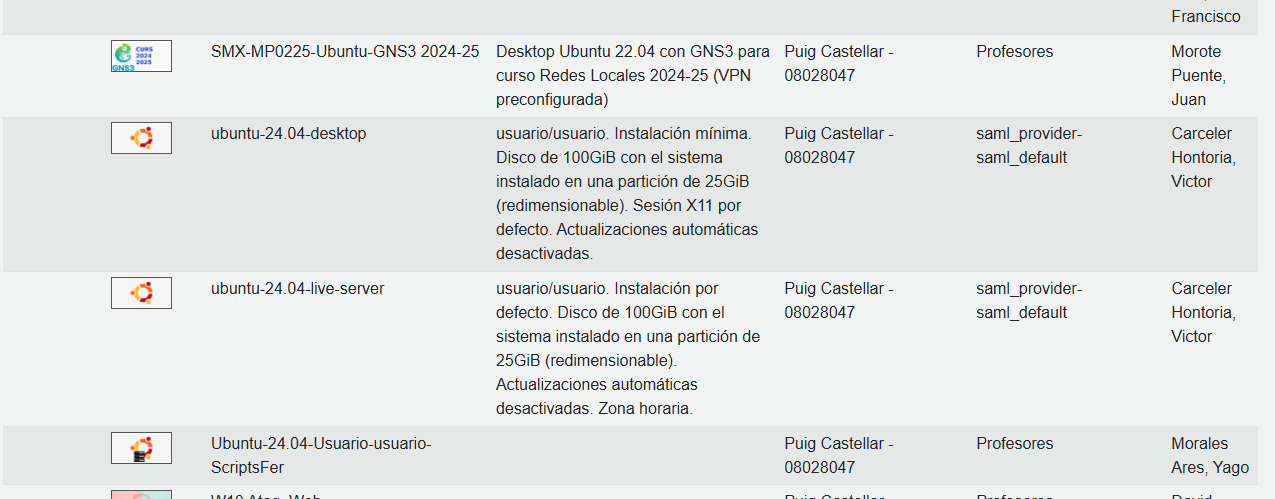 Francisco
CURS
2024
2025
GNS3
SMX-MP0225-Ubuntu-GNS3 2024-25
Desktop Ubuntu 22.04 con GNS3 para
curso Redes Locales 2024-25 (VPN
preconfigurada)
Puig Castellar -
08028047
Profesores
Morote
Puente,
Juan
ubuntu-24.04-desktop
usuario/usuario. Instalación mínima.
Disco de 100GiB con el sistema
instalado en una partición de 25GiB
(redimensionable). Sesión X11 por
defecto. Actualizaciones automáticas
desactivadas.
Puig Castellar -
08028047
saml_provider-
saml_default
Carceler
Hontoria,
Victor
ubuntu-24.04-live-server
usuario/usuario. Instalación por
defecto. Disco de 100GiB con el
sistema instalado en una partición de
25GiB (redimensionable).
Actualizaciones automáticas
desactivadas. Zona horaria.
Puig Castellar -
08028047
saml_provider-
saml_default
Carceler
Hontoria,
Victor
Ubuntu-24.04-Usuario-usuario-
ScriptsFer
Puig Castellar -
08028047
Profesores
Morales
Ares, Yago
Puig Castellar -
Profesores
David